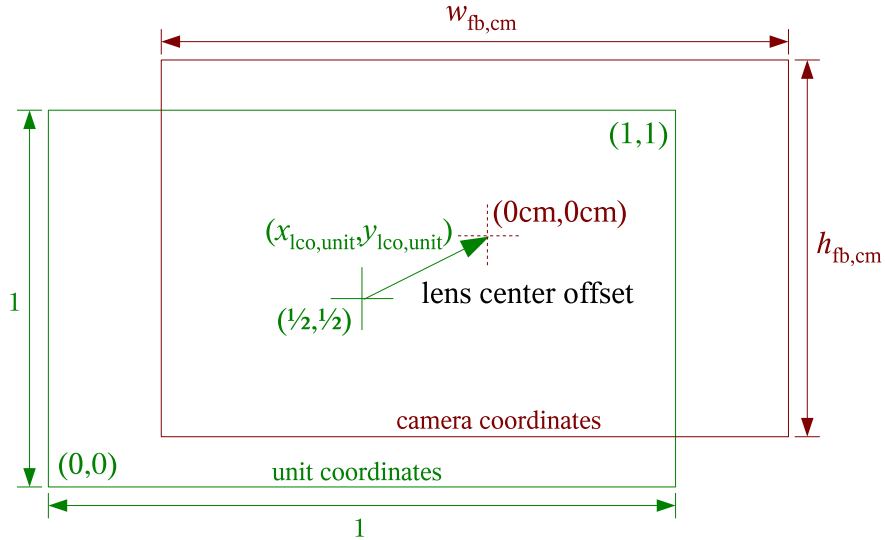 w_fb,cm
(1,1)
(0cm,0cm)
(x_lco,unit,y_lco,unit)
h_fb,cm
lens center offset
1
(½,½)
camera coordinates
(0,0)
unit coordinates
1